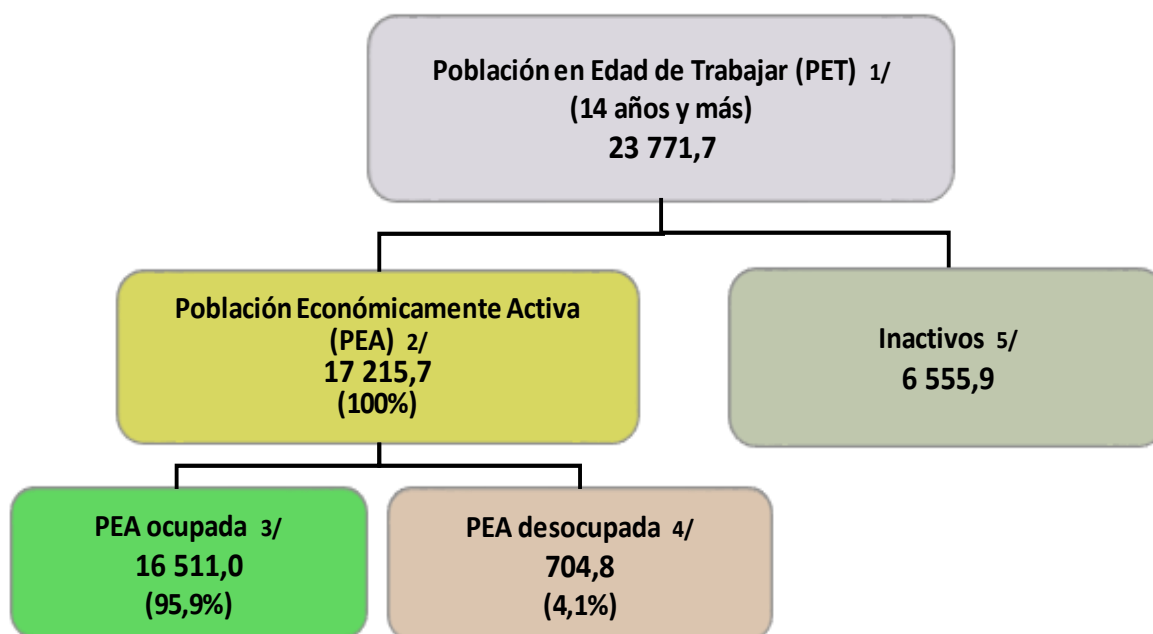 Población en Edad de Trabajar (PET) 1/
(14 años y más)
23 771,7
Población Económicamente Activa
(PEA) 2/
17 215,7
(100%)
Inactivos 5/
6 555,9
PEA ocupada 3/
16 511,0
(95,9%)
PEA desocupada 4/
704,8
(4,1%)